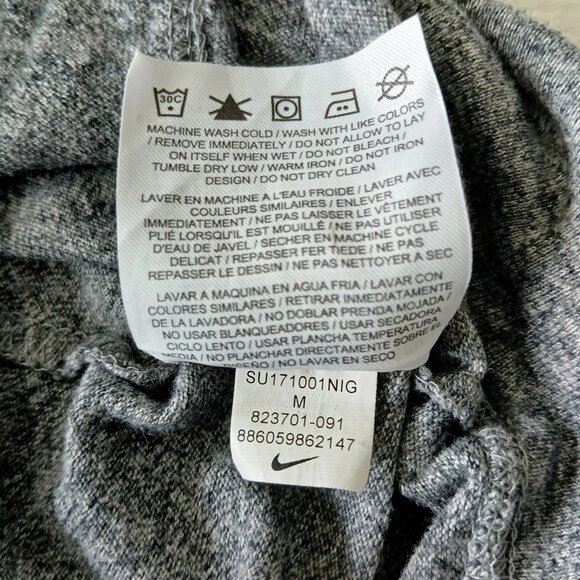 30C
MACHINE WASH COLD / WASH WITH LIKE COLORS
/ REMOVE IMMEDIATELY / DO NOT ALLOW TO LAY
ON ITSELF WHEN WET / DO NOT BLEACH /
TUMBLE DRY LOW / WARM IRON / DO NOT IRON
DESIGN / DO NOT DRY CLEAN
LAVER EN MACHINE A L'EAU FROIDE / LAVER AVEC
COULEURS SIMILAIRES / ENLEVER
IMMEDIATEMENT / NE PAS LAISSER LE VÊTEMENT
PLIÉ LORSQU'IL EST MOUILLÉ / NE PAS UTILISER
D'EAU DE JAVEL / SECHER EN MACHINE CYCLE
DELICAT / REPASSER FER TIEDE / NE PAS
REPASSER LE DESSIN / NE PAS NETTOYER A SEC
LAVAR A MAQUINA EN AGUA FRIA / LAVAR CON
COLORES SIMILARES / RETIRAR IMMEDIATAMENTE
DE LA LAVADORA / NO DOBLAR PRENDA MOJADA /
NO USAR BLANQUEADORES / USAR SECADORA
CICLO LENTO / USAR PLANCHA TEMPERATURA
MEDIA / NO PLANCHAR DIRECTAMENTE SOBRE EL
DISEÑO / NO LAVAR EN SECO
SU171001NIG
M
823701-091
886059862147